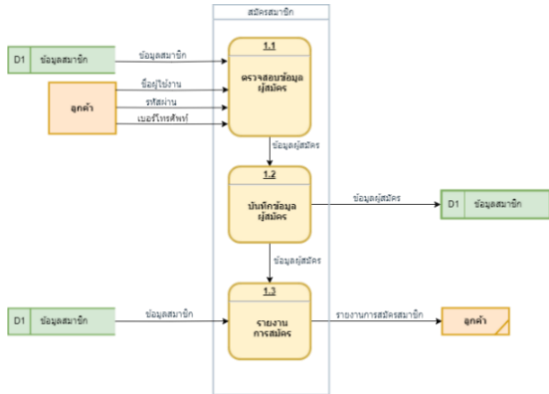 สมัครสมาชิก
D1 ข้อมูลสมาชิก
ข้อมูลสมาชิก
1.1
ตรวจสอบข้อมูล
ผู้สมัคร
ลูกค้า
ชื่อผู้ใช้งาน
รหัสผ่าน
เบอร์โทรศัพท์
ข้อมูลผู้สมัคร
1.2
บันทึกข้อมูล
ผู้สมัคร
ข้อมูลผู้สมัคร
D1 ข้อมูลสมาชิก
ข้อมูลผู้สมัคร
D1 ข้อมูลสมาชิก
ข้อมูลสมาชิก
1.3
รายงาน
การสมัคร
รายงานการสมัครสมาชิก
ลูกค้า